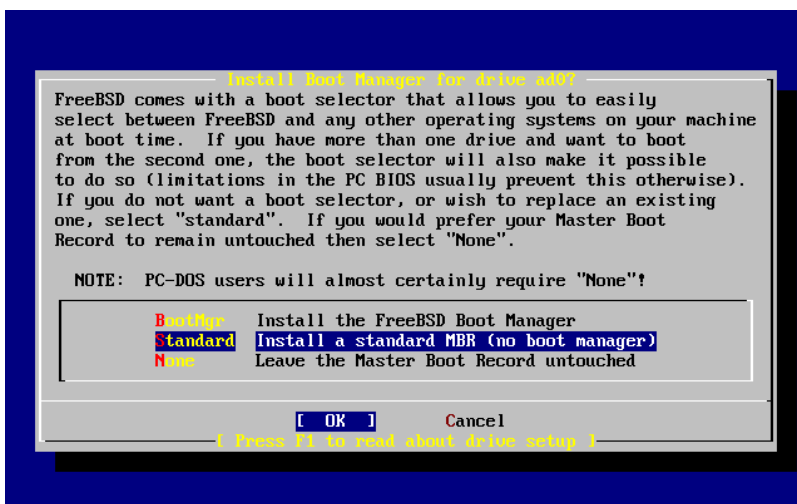 Install Boot Manager for drive ad0?
FreeBSD comes with a boot selector that allows you to easily
select between FreeBSD and any other operating systems on your machine
at boot time.  If you have more than one drive and want to boot
from the second one, the boot selector will also make it possible
to do so (limitations in the PC BIOS usually prevent this otherwise).
If you do not want a boot selector, or wish to replace an existing
one, select "standard".  If you would prefer your Master Boot
Record to remain untouched then select "None".
NOTE:  PC-DOS users will almost certainly require "None"!
BootMgr   Install the FreeBSD Boot Manager
Standard  Install a standard MBR (no boot manager)
None      Leave the Master Boot Record untouched
[  OK  ]     Cancel
[ Press F1 to read about drive setup ]